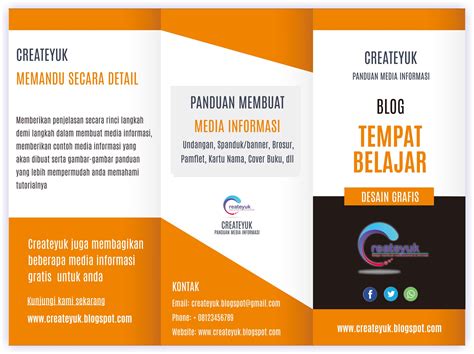 CREATEYUK
MEMANDU SECARA DETAIL
Memberikan penjelasan secara rinci langkah
demi langkah dalam membuat media informasi,
memberikan contoh media informasi yang
akan dibuat serta gambar-gambar panduan
yang lebih mempermudah anda memahami
tutorialnya
Createyuk juga membagikan
beberapa media informasi
gratis untuk anda
Kunjungi kami sekarang
www.createyuk.blogspot.com
PANDUAN MEMBUAT
MEDIA INFORMASI
Undangan, Spanduk/banner, Brosur,
Pamflet, Kartu Nama, Cover Buku, dll
reateyuk
CREATEYUK
PANDUAN MEDIA INFORMASI
KONTAK
Email: createyuk.blogspot@gmail.com
Phone: +08123456789
Website: www.createyuk.blogspot.com
CREATEYUK
PANDUAN MEDIA INFORMASI
BLOG
TEMPAT
BELAJAR
DESAIN GRAFIS
reateyuk
www.createyuk.blogspot.com